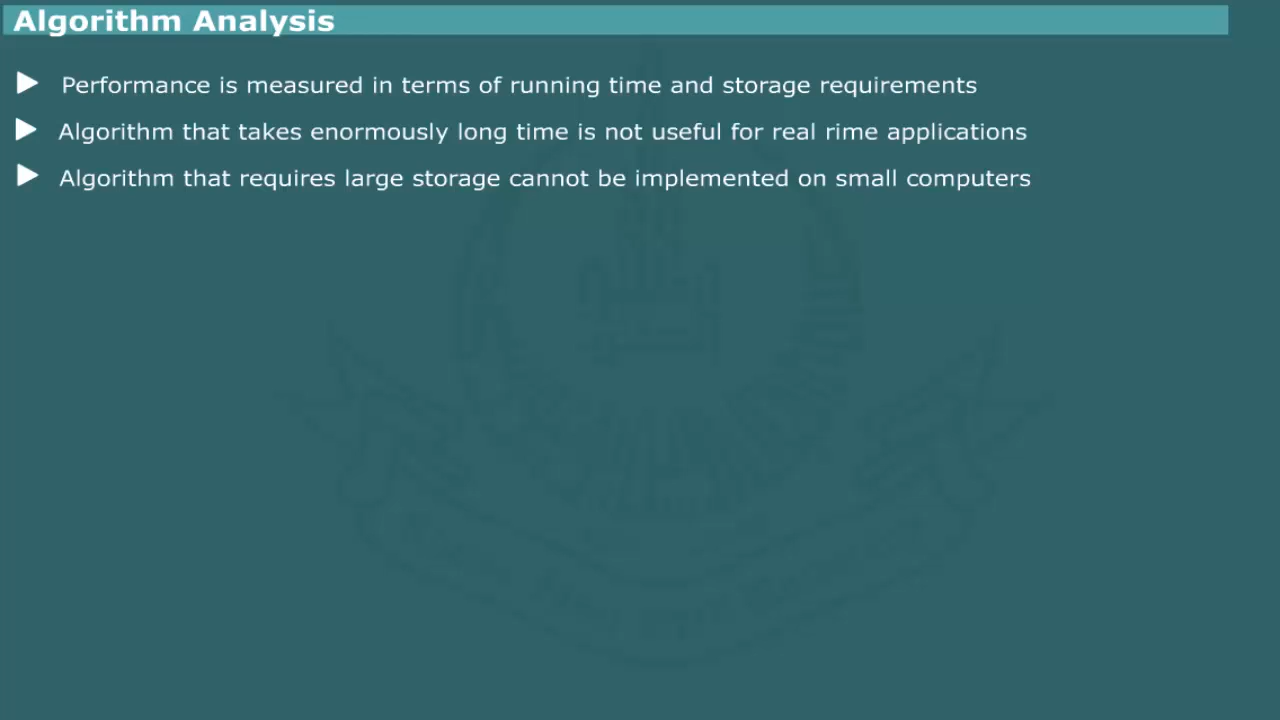 Algorithm Analysis
Performance is measured in terms of running time and storage requirements
Algorithm that takes enormously long time is not useful for real rime applications
Algorithm that requires large storage cannot be implemented on small computers